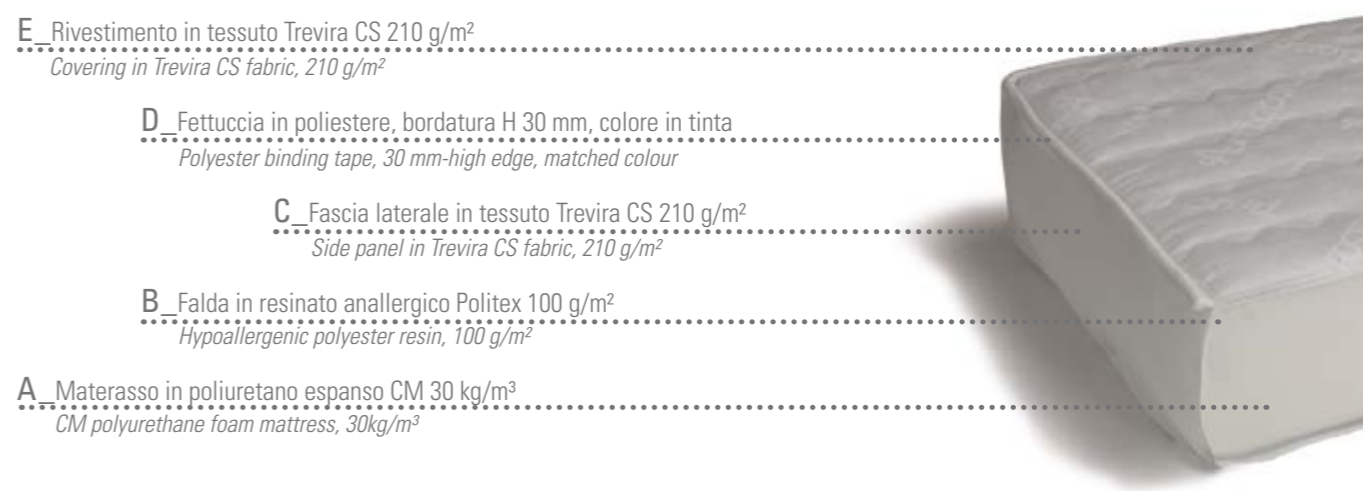 E_Rivestimento in tessuto Trevira CS 210 g/m²
Covering in Trevira CS fabric, 210 g/m²
D_Fettuccia in poliestere, bordatura H 30 mm, colore in tinta
Polyester binding tape, 30 mm-high edge, matched colour
C_Fascia laterale in tessuto Trevira CS 210 g/m²
Side panel in Trevira CS fabric, 210 g/m²
B_Falda in resinato anallergico Politex 100 g/m²
Hypoallergenic polyester resin, 100 g/m²
A_Materasso in poliuretano espanso CM 30 kg/m³
CM polyurethane foam mattress, 30kg/m³